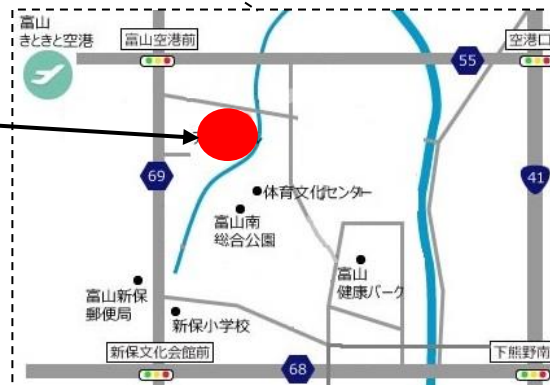 富山
きときと空港
富山空港前
空港口
55
69
41
体育文化センター
富山南
総合公園
富山
健康パーク
富山新保
郵便局
新保小学校
新保文化会館前
下熊野南
68